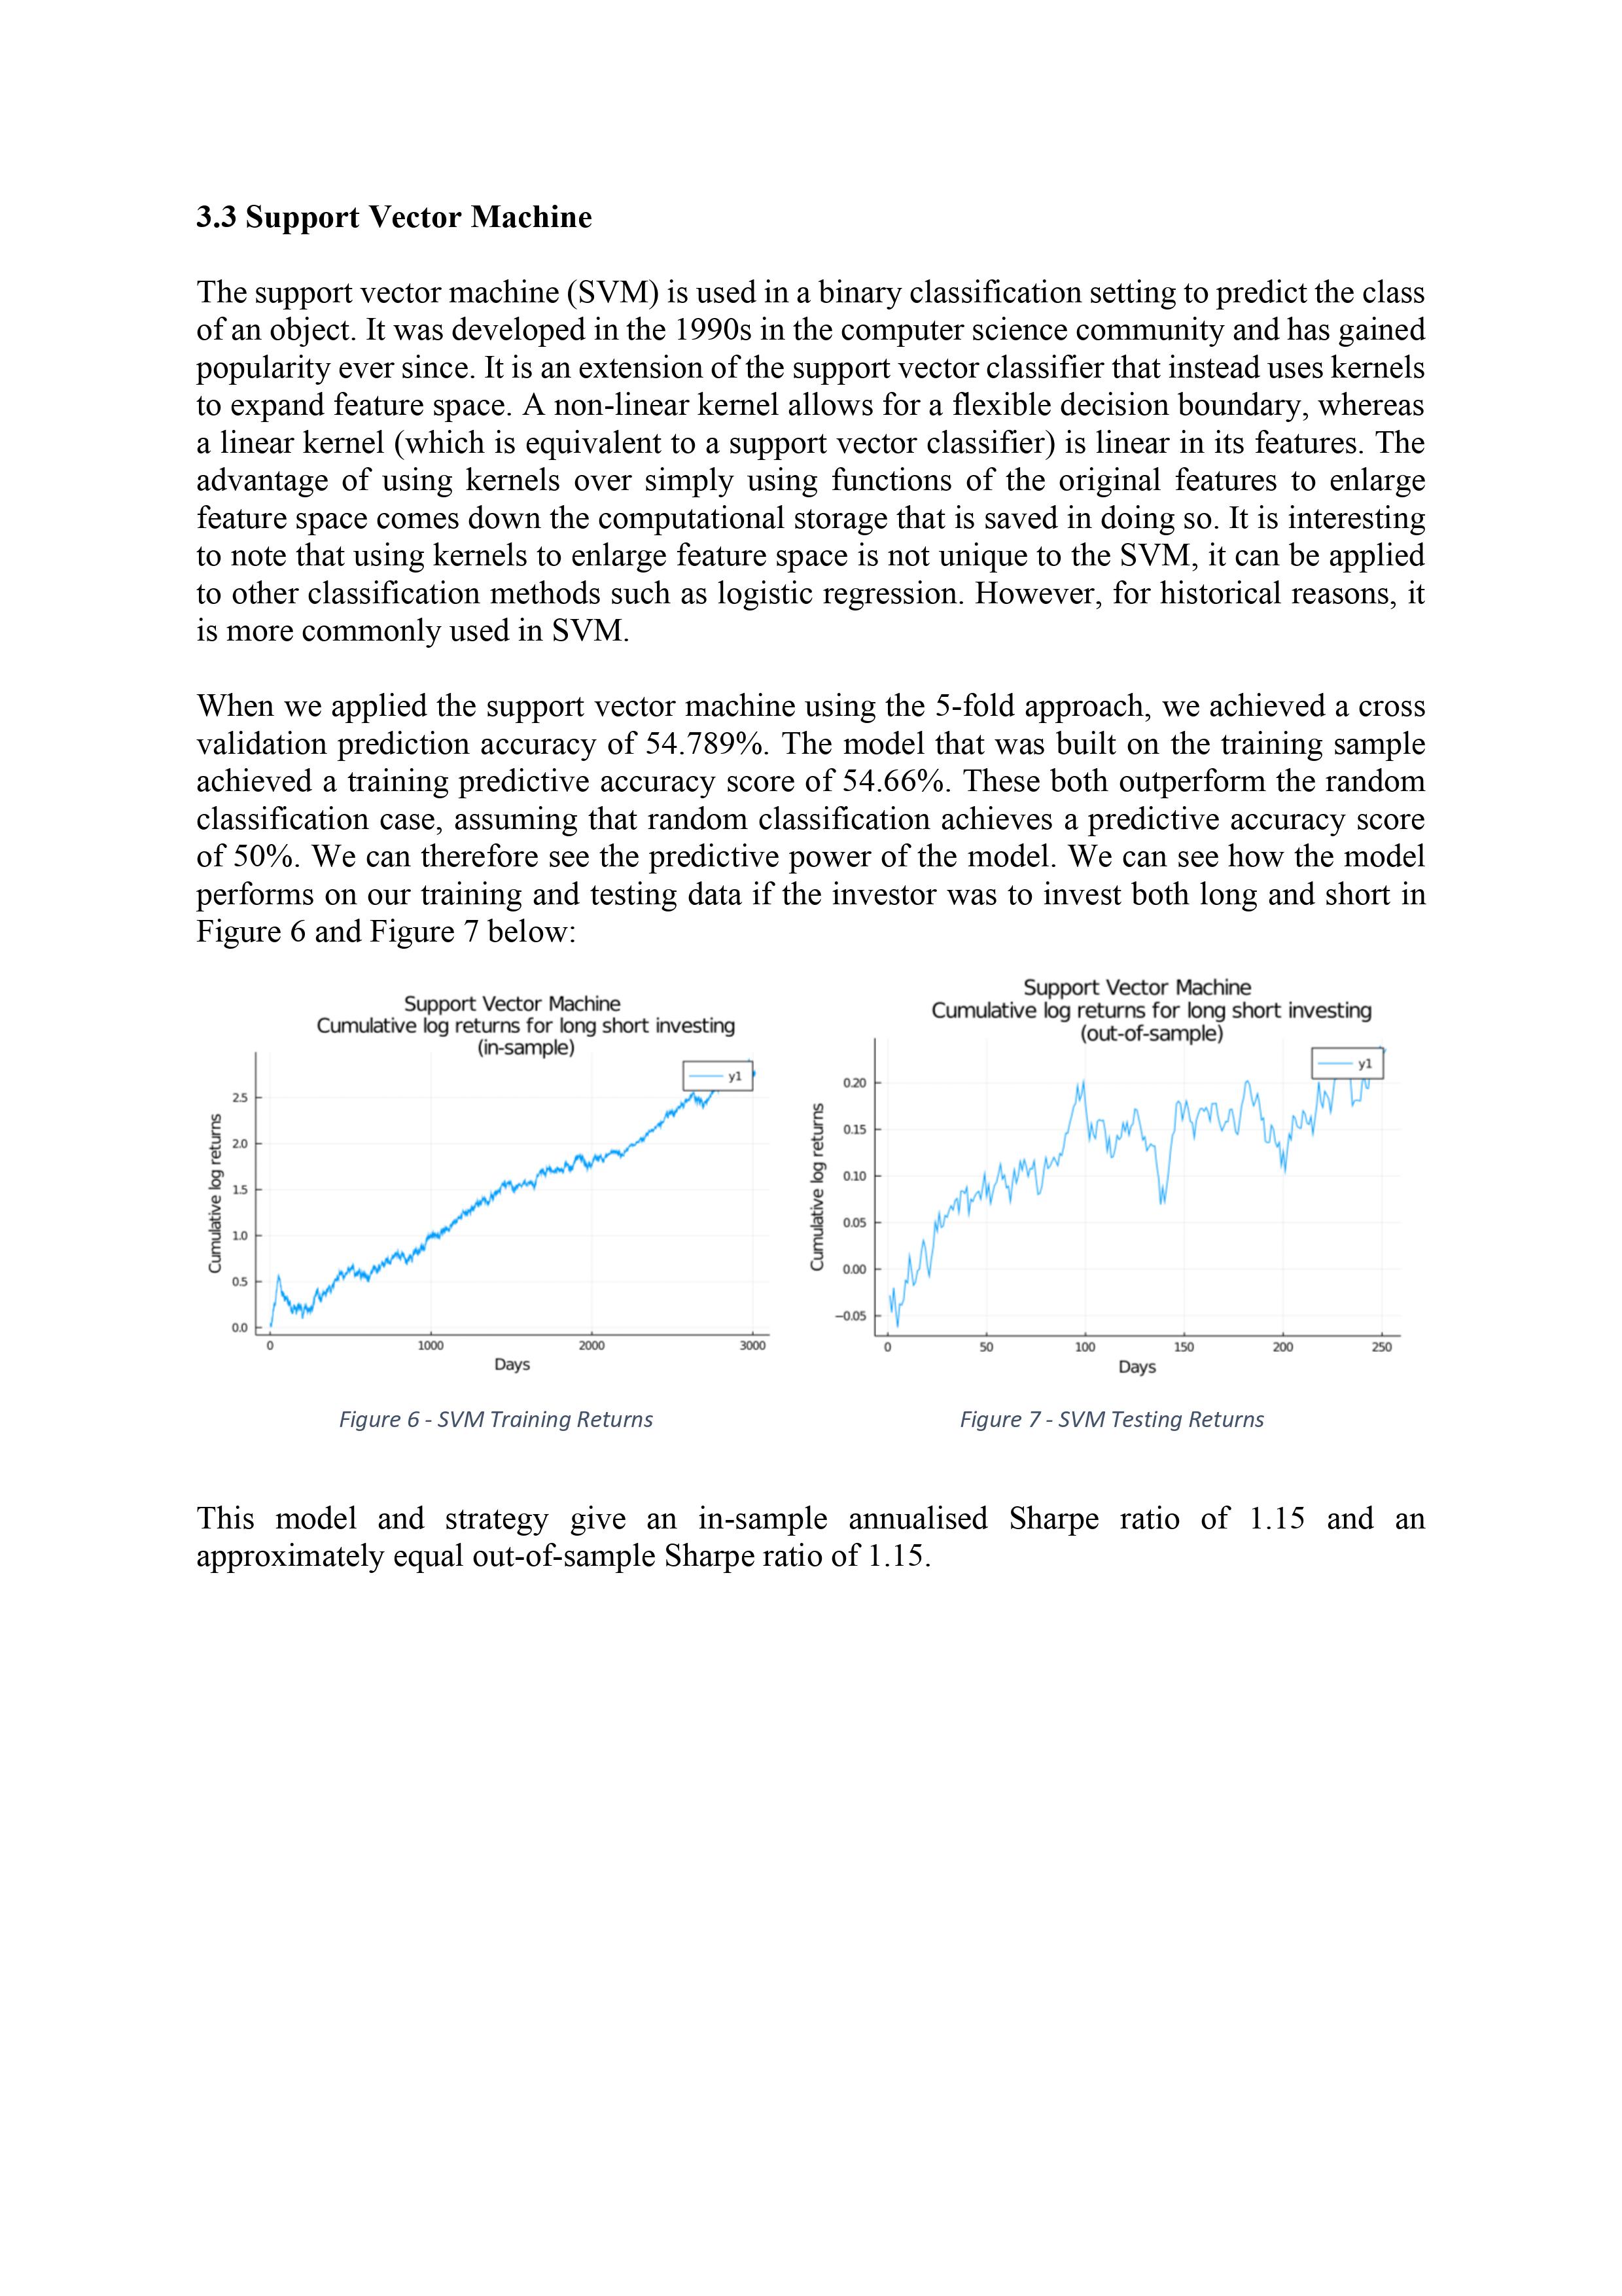 3.3 Support Vector Machine
The support vector machine (SVM) is used in a binary classification setting to predict the class
of an object. It was developed in the 1990s in the computer science community and has gained
popularity ever since. It is an extension of the support vector classifier that instead uses kernels
to expand feature space. A non-linear kernel allows for a flexible decision boundary, whereas
a linear kernel (which is equivalent to a support vector classifier) is linear in its features. The
advantage of using kernels over simply using functions of the original features to enlarge
feature space comes down the computational storage that is saved in doing so. It is interesting
to note that using kernels to enlarge feature space is not unique to the SVM, it can be applied
to other classification methods such as logistic regression. However, for historical reasons, it
is more commonly used in SVM.
When we applied the support vector machine using the 5-fold approach, we achieved a cross
validation prediction accuracy of 54.789%. The model that was built on the training sample
achieved a training predictive accuracy score of 54.66%. These both outperform the random
classification case, assuming that random classification achieves a predictive accuracy score
of 50%. We can therefore see the predictive power of the model. We can see how the model
performs on our training and testing data if the investor was to invest both long and short in
Figure 6 and Figure 7 below:
Support Vector Machine
Cumulative log returns for long short investing
(in-sample)
y1
2.5
2.0
1.5
1.0
0.5
0.0
Cumulative log returns
0 1000 2000 3000
Days
Figure 6 - SVM Training Returns
Support Vector Machine
Cumulative log returns for long short investing
(out-of-sample)
y1
0.20
0.15
0.10
0.05
0.00
−0.05
Cumulative log returns
0 50 100 150 200 250
Days
Figure 7 - SVM Testing Returns
This model and strategy give an in-sample annualised Sharpe ratio of 1.15 and an
approximately equal out-of-sample Sharpe ratio of 1.15.